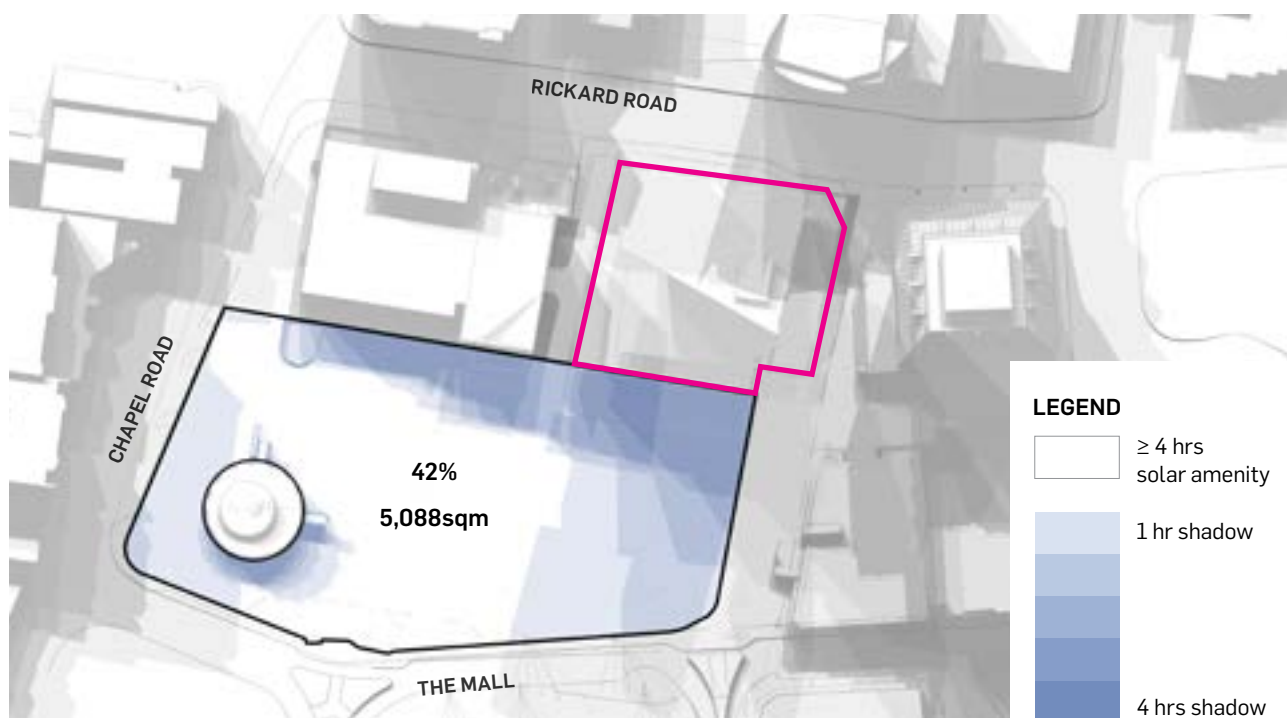 RICKARD ROAD
CHAPEL ROAD
42%
5,088sqm
THE MALL
LEGEND
≥ 4 hrs
solar amenity
1 hr shadow
4 hrs shadow